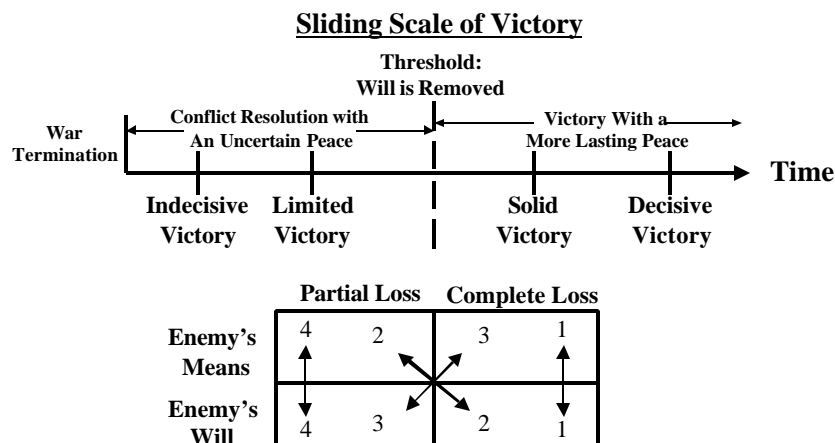 Sliding Scale of Victory
Threshold:
Will is Removed
Conflict Resolution with
An Uncertain Peace
Victory With a
More Lasting Peace
War
Termination
Time
Indecisive
Victory
Limited
Victory
Solid
Victory
Decisive
Victory
Partial Loss
Complete Loss
Enemy's
Means
4 2 3 1
Enemy's
Will
4 3 2 1